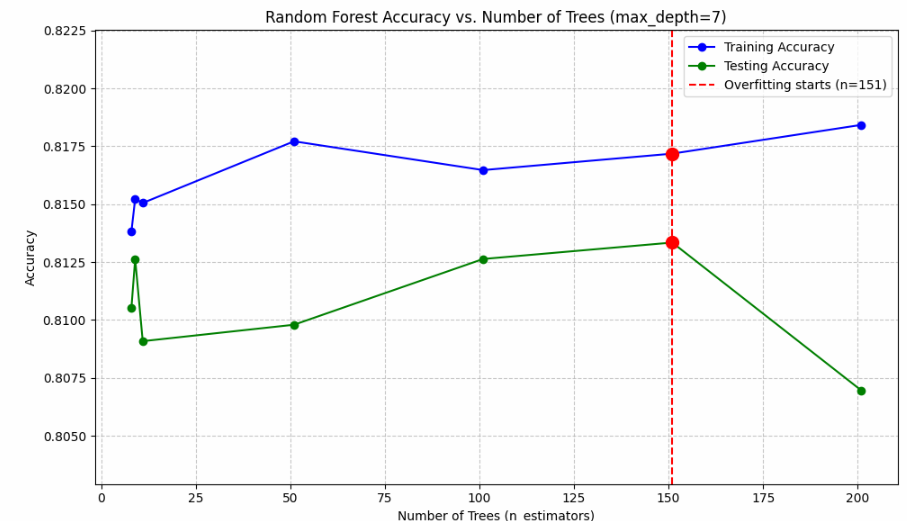 Random Forest Accuracy vs. Number of Trees (max_depth=7)
0.8225
0.8200
0.8175
0.8150
0.8125
0.8100
0.8075
0.8050
Accuracy
Training Accuracy
Testing Accuracy
Overfitting starts (n=151)
0 25 50 75 100 125 150 175 200
Number of Trees (n_estimators)